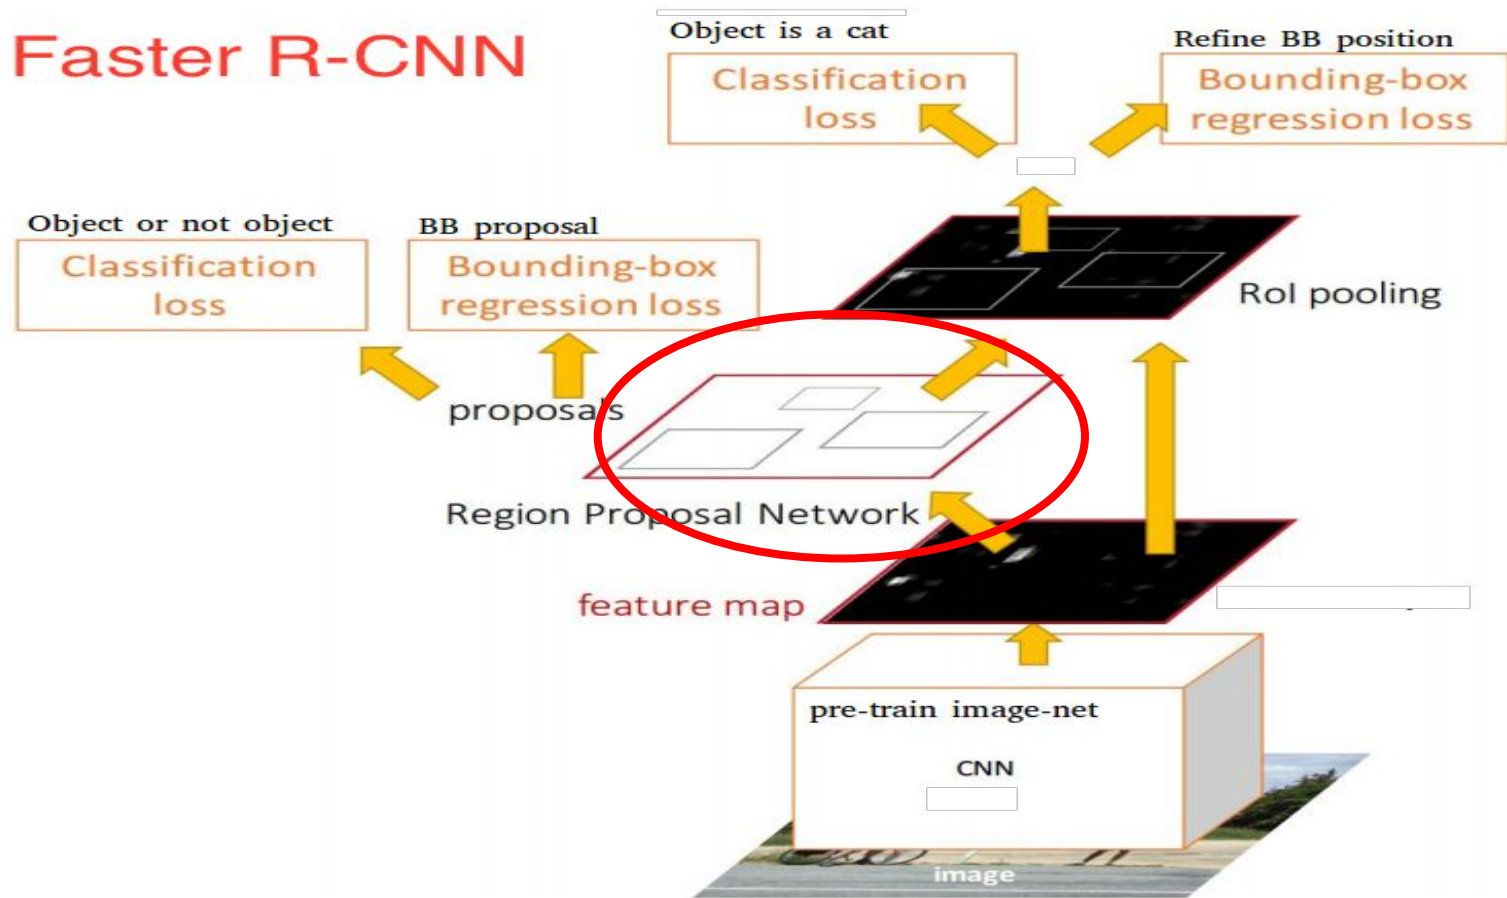 Faster R-CNN
Object is a cat
Classification
loss
Refine BB position
Bounding-box
regression loss
Object or not object
Classification
loss
BB proposal
Bounding-box
regression loss
RoI pooling
proposals
Region Proposal Network
feature map
pre-train image-net
CNN
image